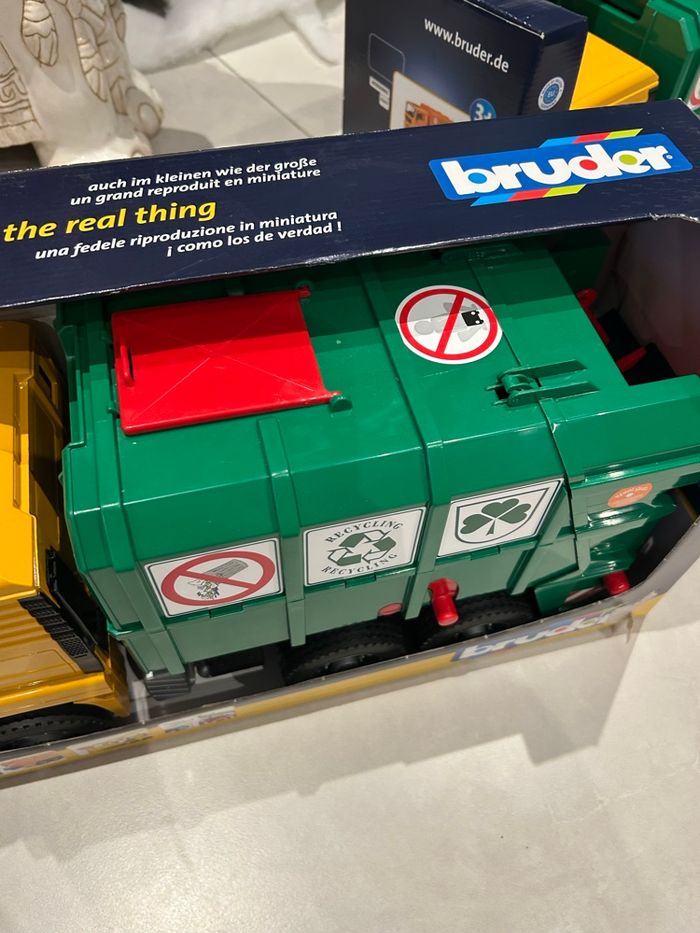 www.bruder.de
3+
bruder
auch im kleinen wie der große
un grand reproduit en miniature
the real thing
una fedele riproduzione in miniatura
¡ como los de verdad !
RECYCLING
RECYCLING
bruder